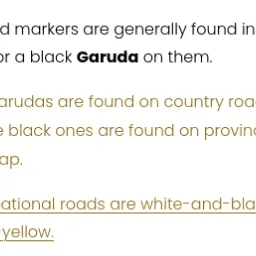 d markers are generally found in
or a black Garuda on them.
arudas are found on country roa
e black ones are found on provinc
ap.
ational roads are white-and-bla
-yellow.